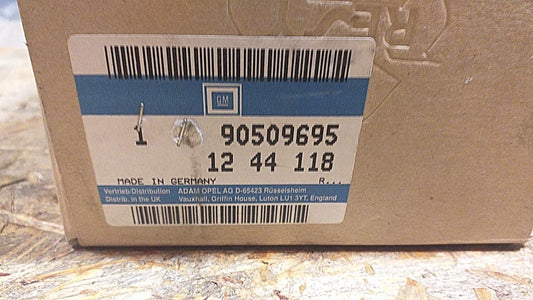 GM
1 90509695
12 44 118
MADE IN GERMANY R...
Vertrieb/Distribution ADAM OPEL AG D-65423 Rüsselsheim
Distrib. in the UK Vauxhall, Griffin House, Luton LU1 3YT, England